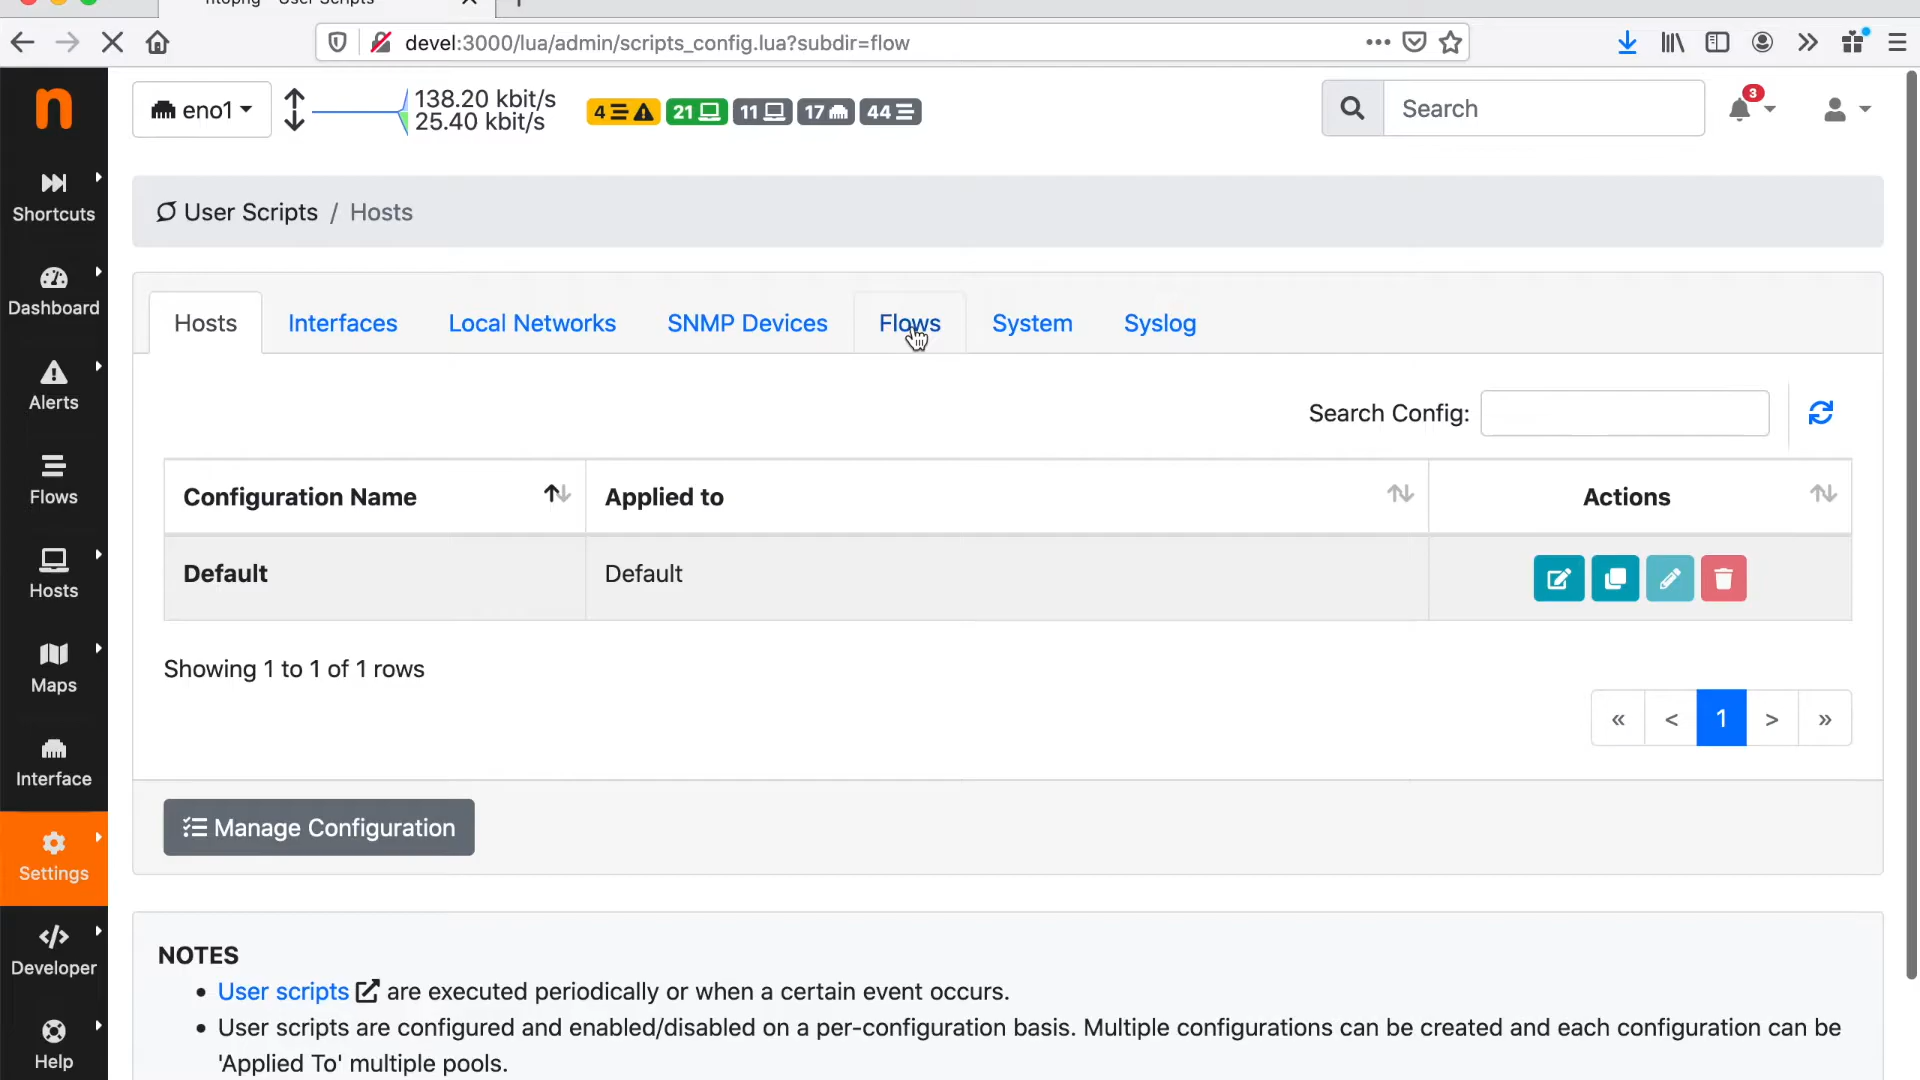 ntopng - User Scripts
devel:3000/lua/admin/scripts_config.lua?subdir=flow
n
eno1
138.20 kbit/s
25.40 kbit/s
4
21
11
17
44
Search
3
Shortcuts
Dashboard
Alerts
Flows
Hosts
Maps
Interface
Settings
Developer
Help
User Scripts / Hosts
Hosts
Interfaces
Local Networks
SNMP Devices
Flows
System
Syslog
Search Config:
Configuration Name
Applied to
Actions
Default
Default
Showing 1 to 1 of 1 rows
«
<
1
>
»
Manage Configuration
NOTES
• User scripts are executed periodically or when a certain event occurs.
• User scripts are configured and enabled/disabled on a per-configuration basis. Multiple configurations can be created and each configuration can be
'Applied To' multiple pools.